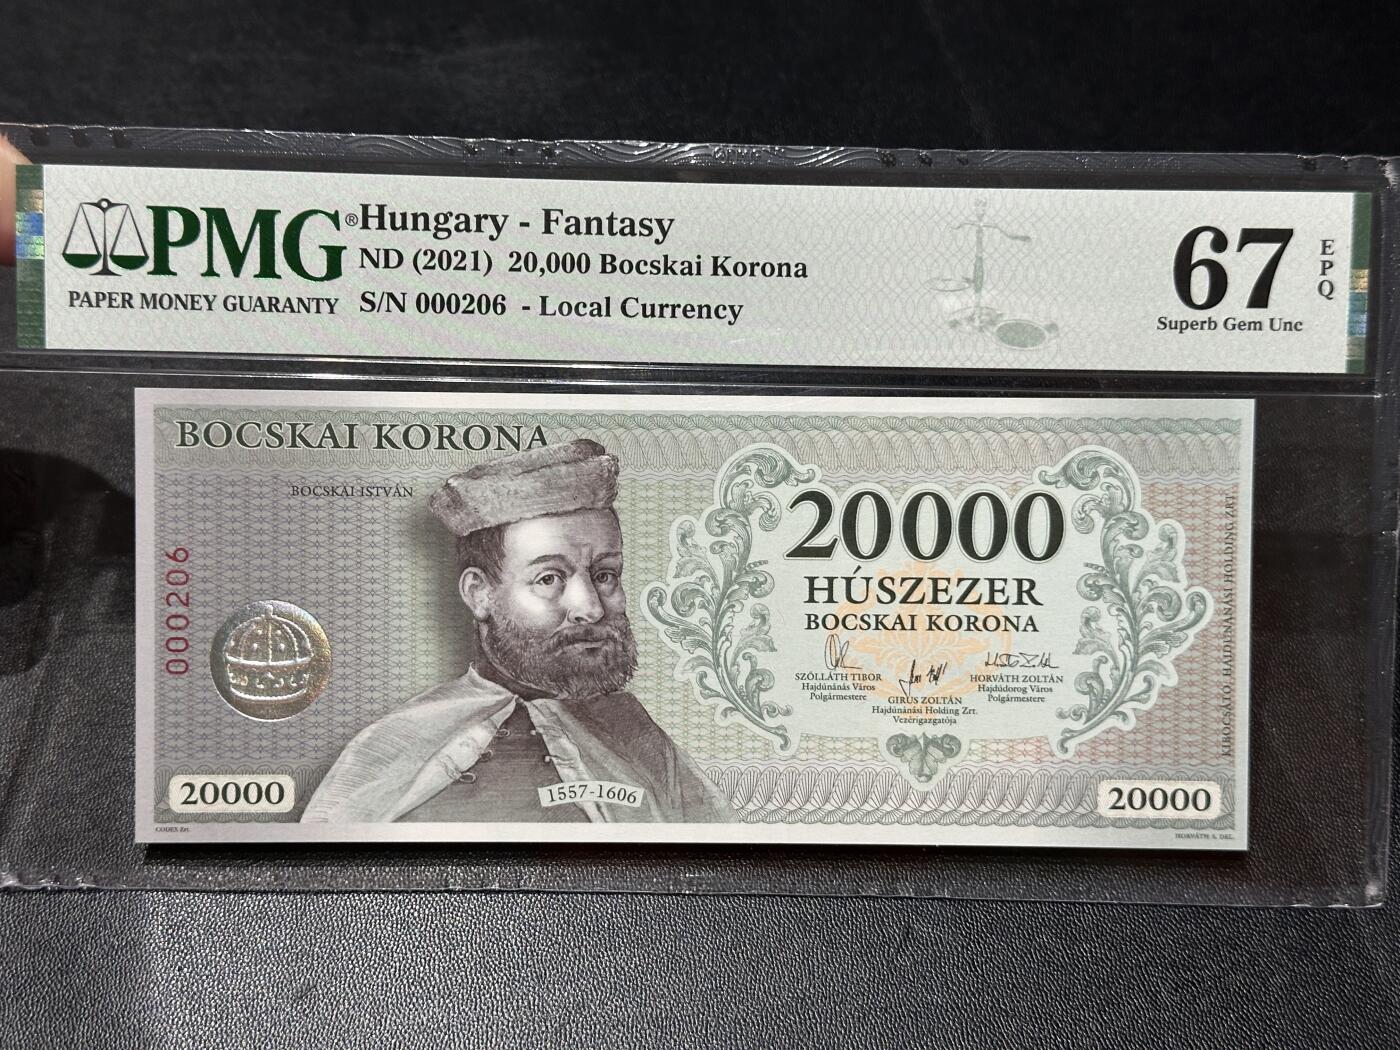 PMG®
PAPER MONEY GUARANTY
Hungary - Fantasy
ND (2021) 20,000 Bocskai Korona
S/N 000206 - Local Currency
67
EPQ
Superb Gem Unc
BOCSKAI KORONA
BOCSKAI ISTVÁN
000206
20000
HÚSZEZER
BOCSKAI KORONA
SZÓLLÁTH TIBOR
Hajdúnánás Város
Polgármestere
GIRUS ZOLTÁN
Hajdúnánási Holding Zrt.
Vezérigazgatója
HORVÁTH ZOLTÁN
Hajdúdorog Város
Polgármestere
KIBOCSÁTÓ: HAJDÚNÁNÁSI HOLDING ZRT.
20000
1557-1606
20000
CODEX Zrt.
HORVÁTH S. DEL.